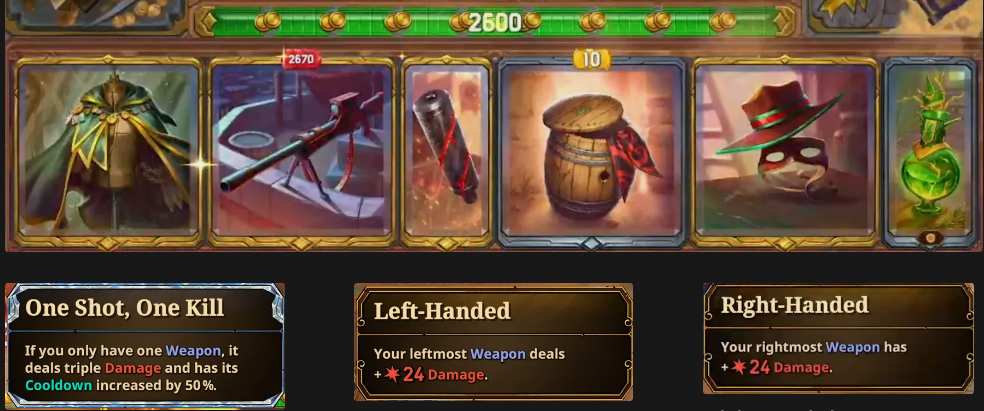 2600
2670
10
One Shot, One Kill
If you only have one Weapon, it
deals triple Damage and has its
Cooldown increased by 50%.
Left-Handed
Your leftmost Weapon deals
+ 24 Damage.
Right-Handed
Your rightmost Weapon has
+ 24 Damage.